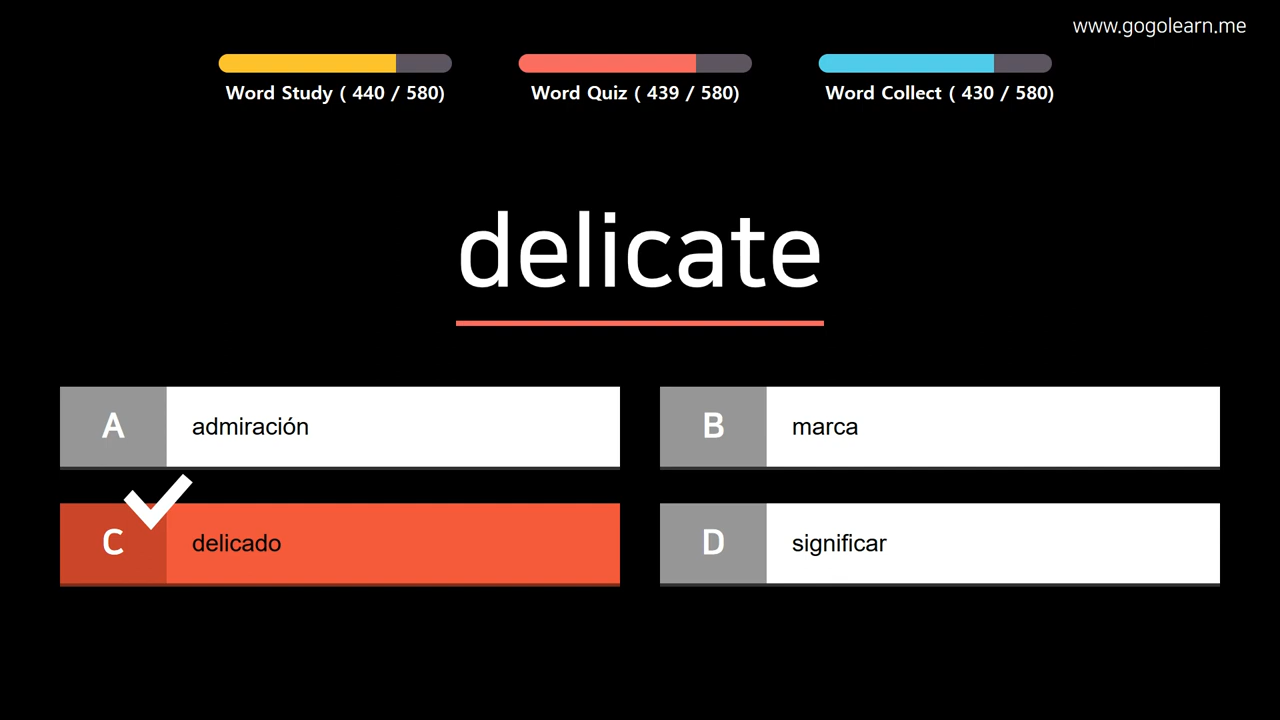 www.gogolearn.me
Word Study ( 440 / 580)
Word Quiz ( 439 / 580)
Word Collect ( 430 / 580)
delicate
A admiración
B marca
C delicado
D significar